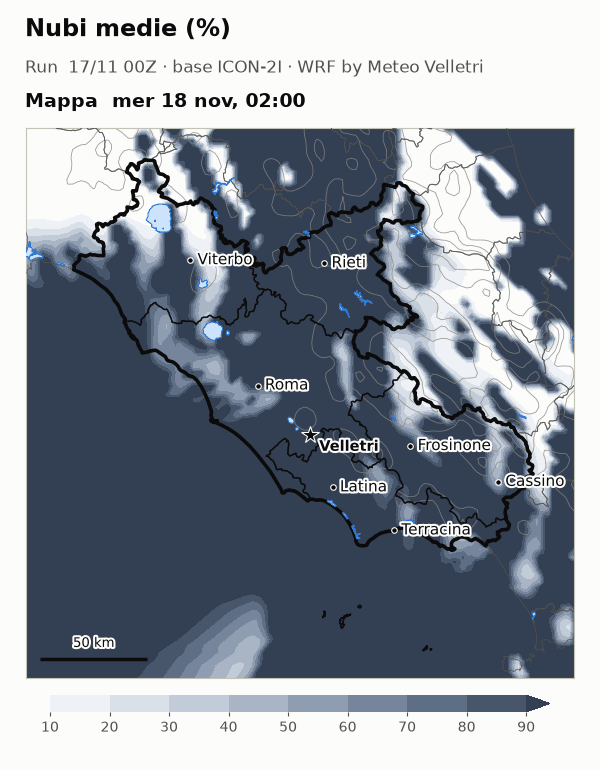 Nubi medie (%)
Run  17/11 00Z · base ICON-2I · WRF by Meteo Velletri
Mappa  mer 18 nov, 02:00
Viterbo
Rieti
Roma
Velletri
Frosinone
Latina
Cassino
Terracina
50 km
10 20 30 40 50 60 70 80 90